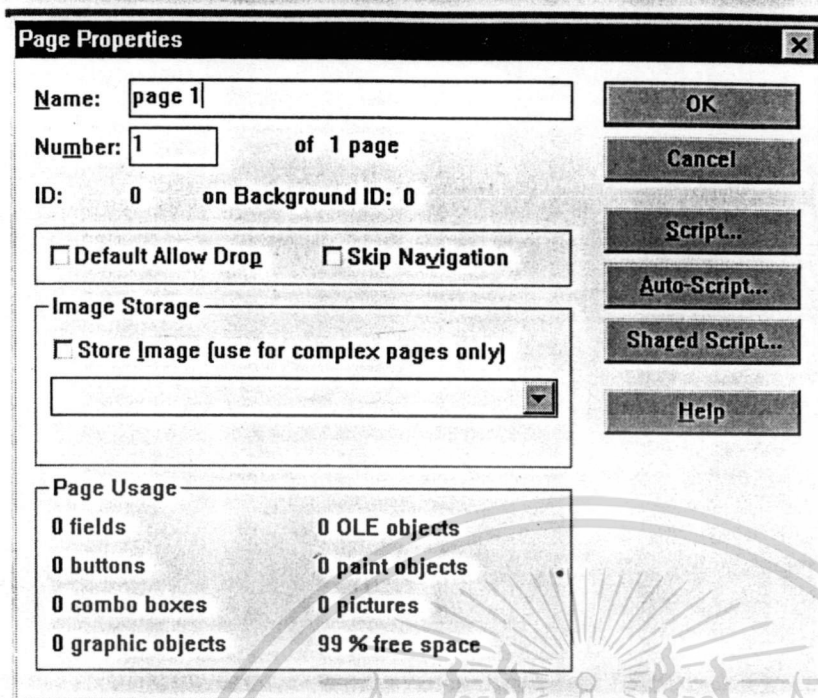 Page Properties
Name: page 1
Number: 1 of 1 page
ID: 0 on Background ID: 0
Default Allow Drop Skip Navigation
Image Storage
Store Image (use for complex pages only)
Page Usage
0 fields 0 OLE objects
0 buttons 0 paint objects
0 combo boxes 0 pictures
0 graphic objects 99 % free space
OK
Cancel
Script...
Auto-Script...
Shared Script...
Help